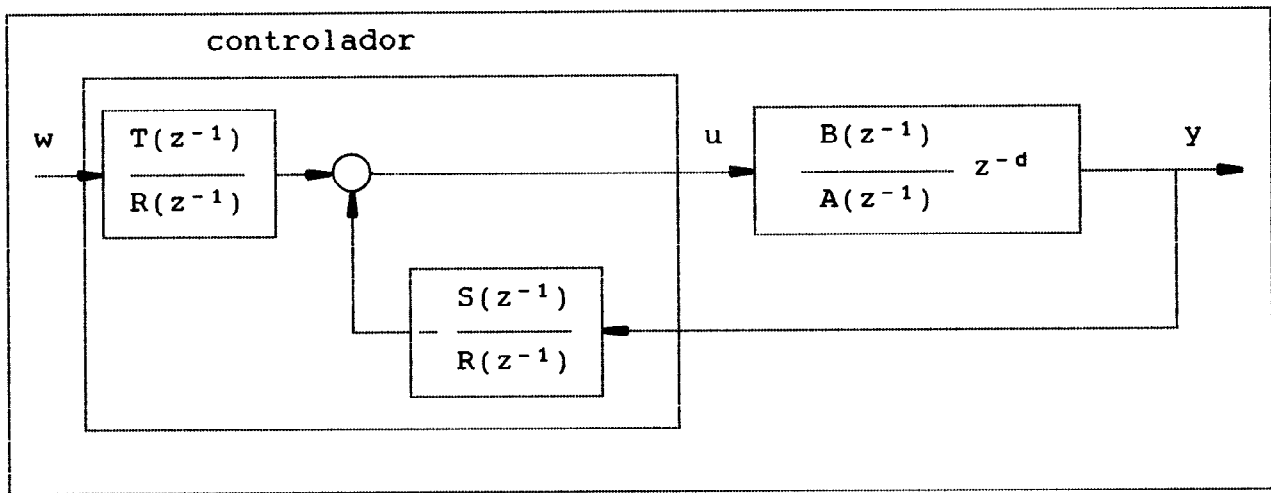 controlador
w
T(z⁻¹)
R(z⁻¹)
u
B(z⁻¹)
A(z⁻¹)
z⁻ᵈ
y
- S(z⁻¹)
R(z⁻¹)